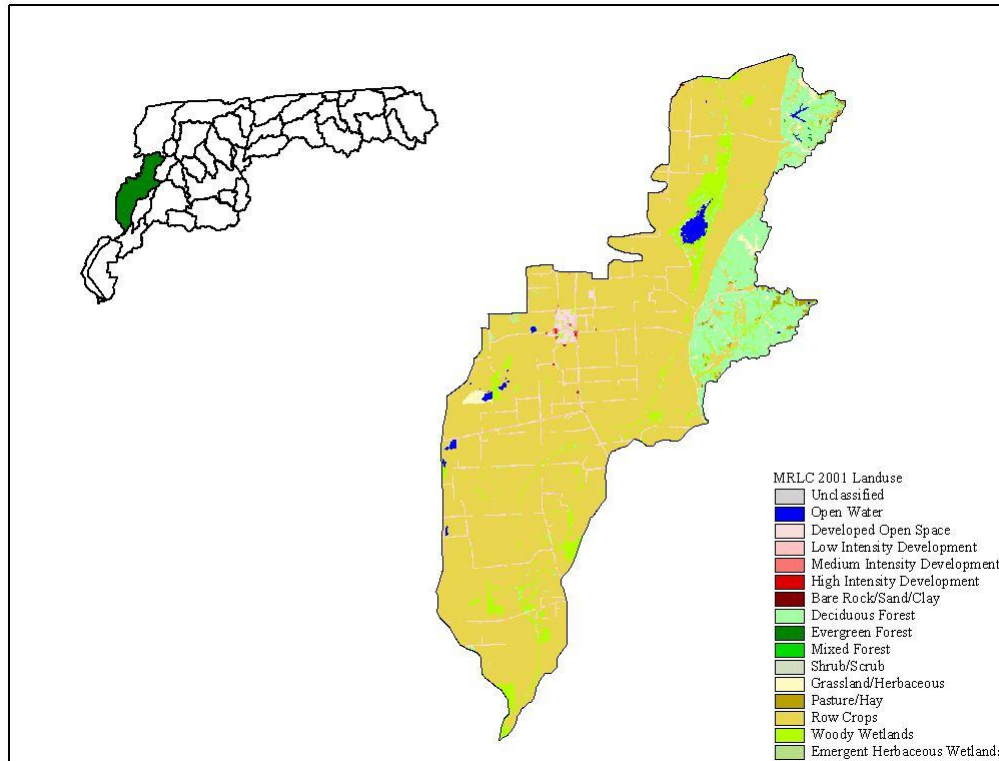 MRLC 2001 Landuse
Unclassified
Open Water
Developed Open Space
Low Intensity Development
Medium Intensity Development
High Intensity Development
Bare Rock/Sand/Clay
Deciduous Forest
Evergreen Forest
Mixed Forest
Shrub/Scrub
Grassland/Herbaceous
Pasture/Hay
Row Crops
Woody Wetlands
Emergent Herbaceous Wetlands